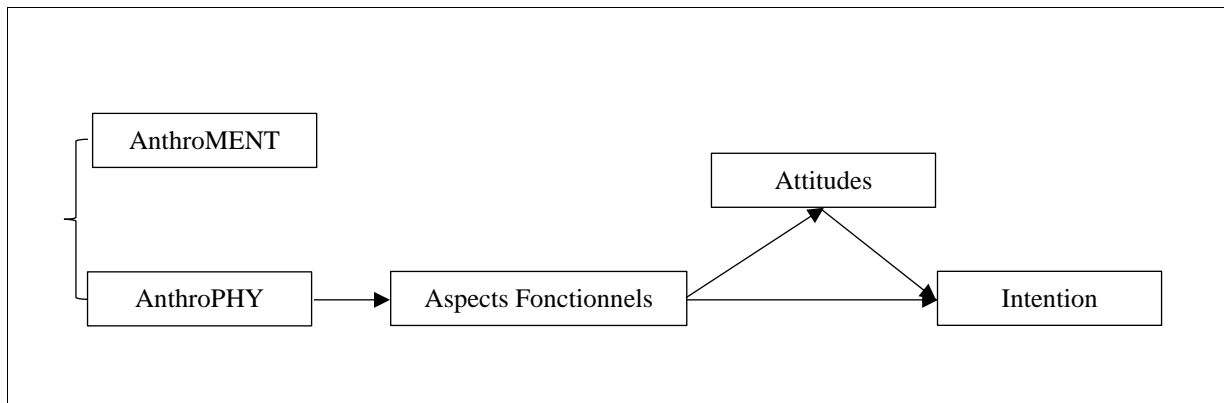 AnthroMENT
Attitudes
AnthroPHY
Aspects Fonctionnels
Intention